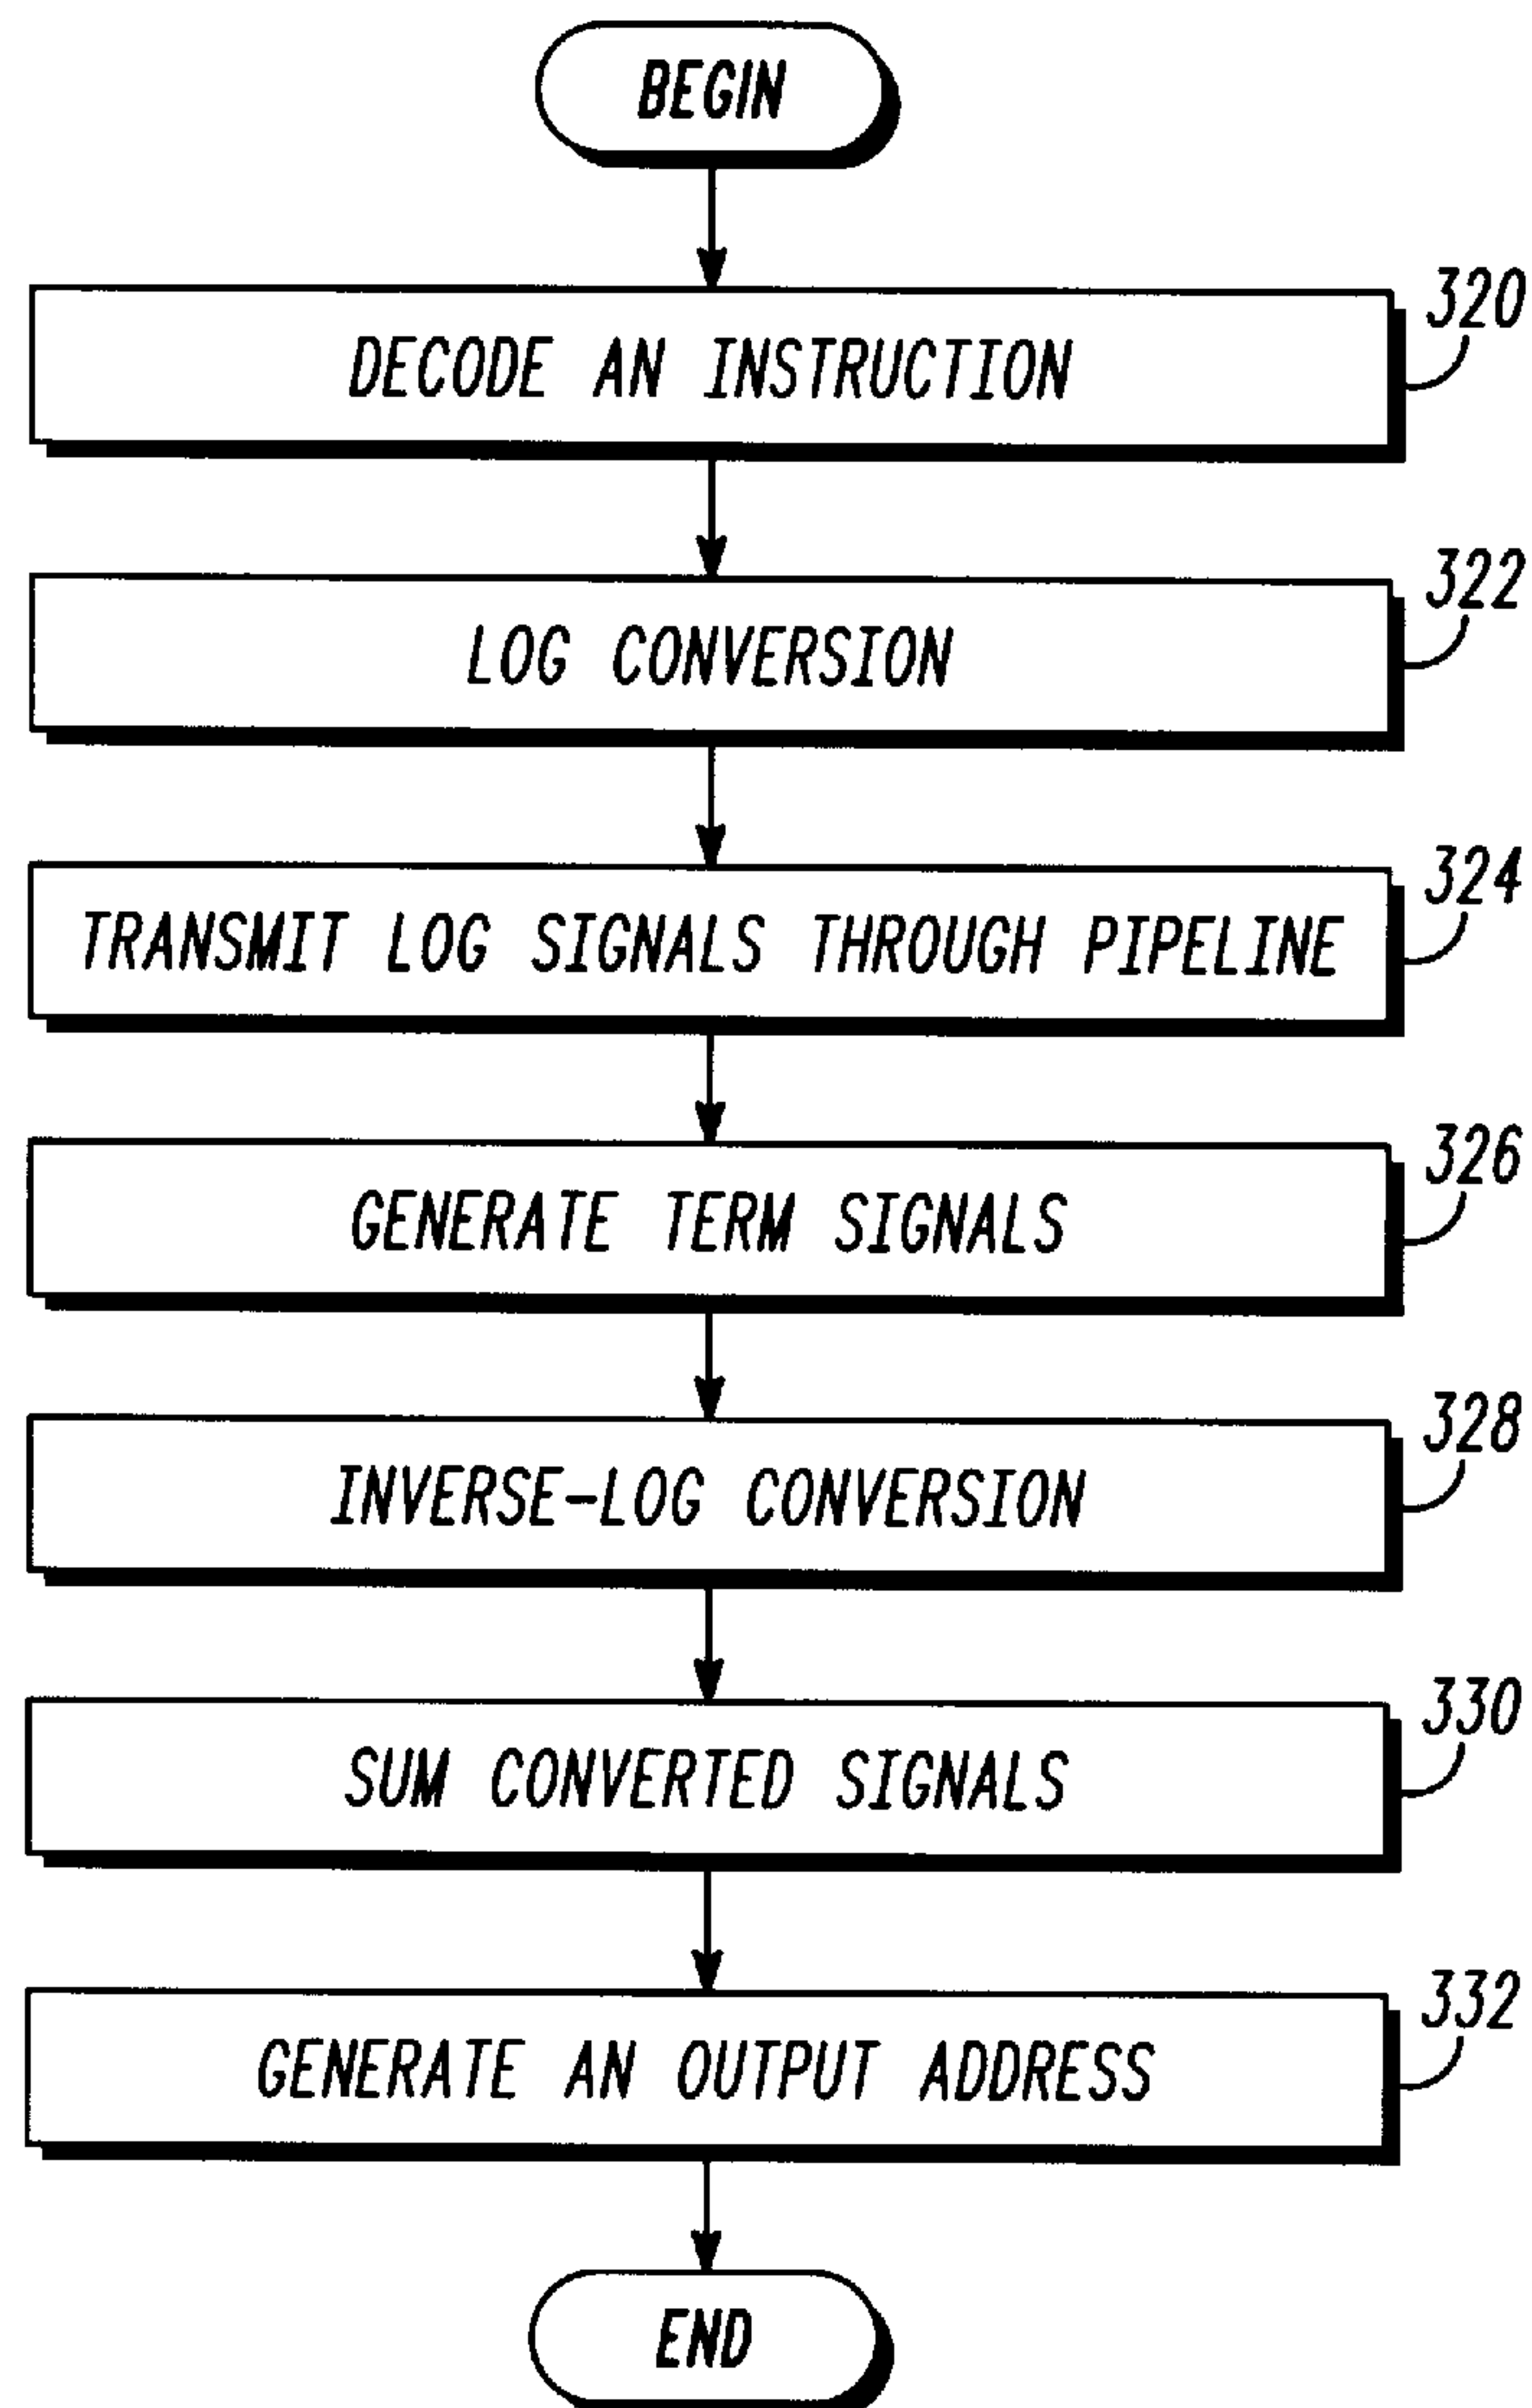 BEGIN
320
DECODE AN INSTRUCTION
322
LOG CONVERSION
324
TRANSMIT LOG SIGNALS THROUGH PIPELINE
326
GENERATE TERM SIGNALS
328
INVERSE-LOG CONVERSION
330
SUM CONVERTED SIGNALS
332
GENERATE AN OUTPUT ADDRESS
END